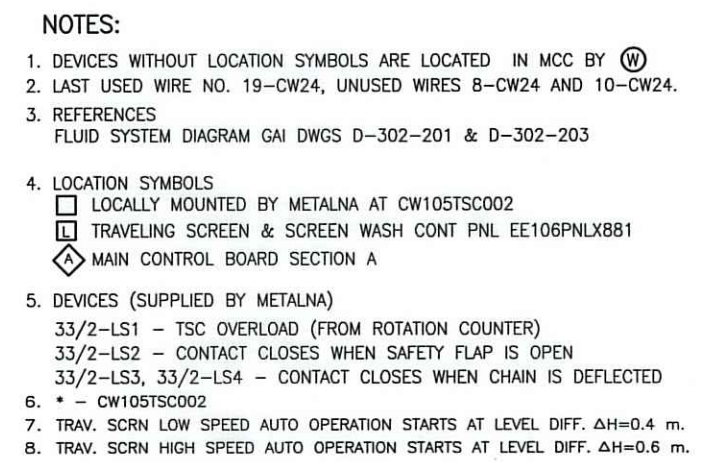 NOTES:
1. DEVICES WITHOUT LOCATION SYMBOLS ARE LOCATED IN MCC BY Ⓦ
2. LAST USED WIRE NO. 19-CW24, UNUSED WIRES 8-CW24 AND 10-CW24.
3. REFERENCES
FLUID SYSTEM DIAGRAM GAI DWGS D-302-201 & D-302-203
4. LOCATION SYMBOLS
LOCALLY MOUNTED BY METALNA AT CW105TSC002
L TRAVELING SCREEN & SCREEN WASH CONT PNL EE106PNLX881
A MAIN CONTROL BOARD SECTION A
5. DEVICES (SUPPLIED BY METALNA)
33/2-LS1 - TSC OVERLOAD (FROM ROTATION COUNTER)
33/2-LS2 - CONTACT CLOSES WHEN SAFETY FLAP IS OPEN
33/2-LS3, 33/2-LS4 - CONTACT CLOSES WHEN CHAIN IS DEFLECTED
6. * - CW105TSC002
7. TRAV. SCRN LOW SPEED AUTO OPERATION STARTS AT LEVEL DIFF. ΔH=0.4 m.
8. TRAV. SCRN HIGH SPEED AUTO OPERATION STARTS AT LEVEL DIFF. ΔH=0.6 m.